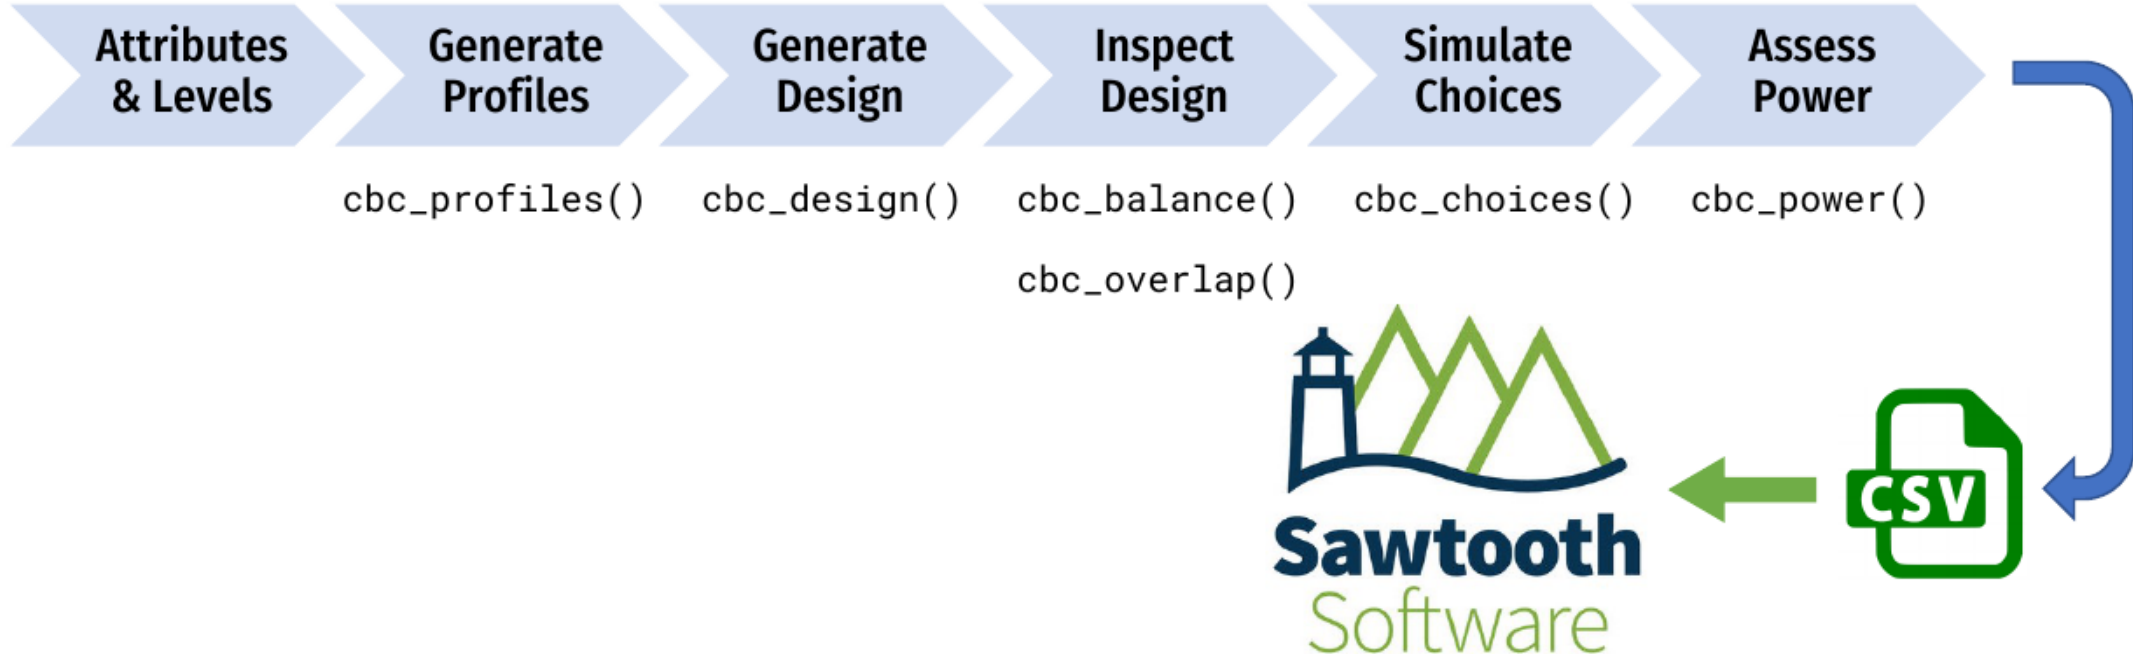 Attributes
& Levels
Generate
Profiles
Generate
Design
Inspect
Design
Simulate
Choices
Assess
Power
cbc_profiles()
cbc_design()
cbc_balance()
cbc_choices()
cbc_power()
cbc_overlap()
CSV
Sawtooth
Software